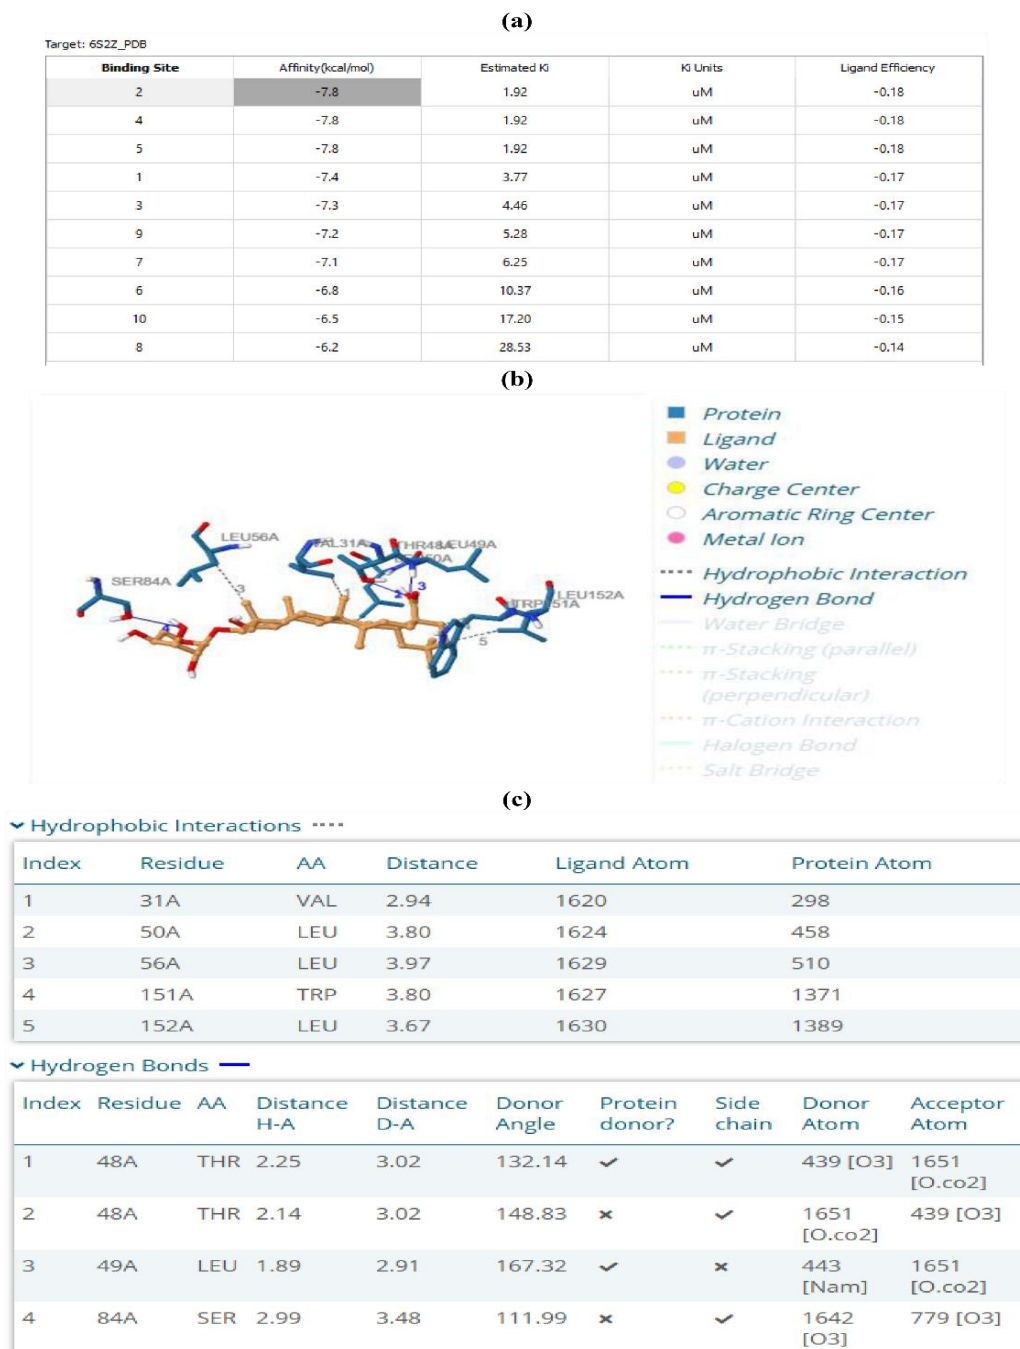 (a)
Target: 6S2Z_PDB
Binding Site Affinity(kcal/mol) Estimated Ki Ki Units Ligand Efficiency
2 -7.8 1.92 uM -0.18
4 -7.8 1.92 uM -0.18
5 -7.8 1.92 uM -0.18
1 -7.4 3.77 uM -0.17
3 -7.3 4.46 uM -0.17
9 -7.2 5.28 uM -0.17
7 -7.1 6.25 uM -0.17
6 -6.8 10.37 uM -0.16
10 -6.5 17.20 uM -0.15
8 -6.2 28.53 uM -0.14
(b)
LEU56A
SER84A
THR48A
LEU152A
3
1
2
3
4
5
Protein
Ligand
Water
Charge Center
Aromatic Ring Center
Metal Ion
Hydrophobic Interaction
Hydrogen Bond
Water Bridge
π-Stacking (parallel)
π-Stacking
(perpendicular)
π-Cation Interaction
Halogen Bond
Salt Bridge
(c)
Hydrophobic Interactions
Index Residue AA Distance Ligand Atom Protein Atom
1 31A VAL 2.94 1620 298
2 50A LEU 3.80 1624 458
3 56A LEU 3.97 1629 510
4 151A TRP 3.80 1627 1371
5 152A LEU 3.67 1630 1389
Hydrogen Bonds
Index Residue AA Distance Distance Donor Protein Side Donor Acceptor
H-A D-A Angle donor? chain Atom Atom
1 48A THR 2.25 3.02 132.14 ✔ ✔ 439 [O3] 1651
[O.co2]
2 48A THR 2.14 3.02 148.83 ✖ ✔ 1651 439 [O3]
[O.co2]
3 49A LEU 1.89 2.91 167.32 ✔ ✖ 443 1651
[Nam] [O.co2]
4 84A SER 2.99 3.48 111.99 ✖ ✔ 1642 779 [O3]
[O3]